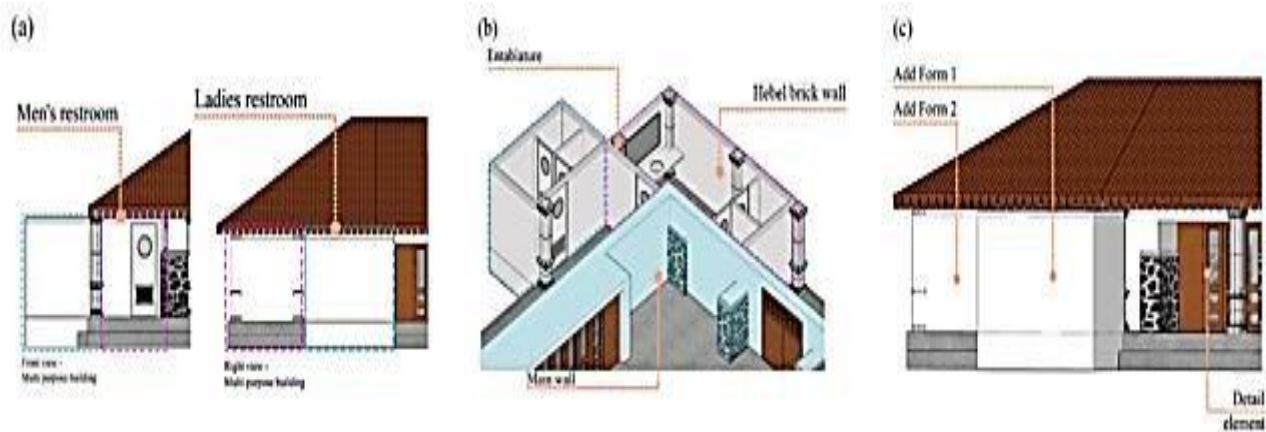 (a)
Men's restroom
Ladies restroom
Front view -
Multi purpose building
Right view -
Multi purpose building
(b)
Entablature
Hebel brick wall
Main wall
(c)
Add Form 1
Add Form 2
Detail
element